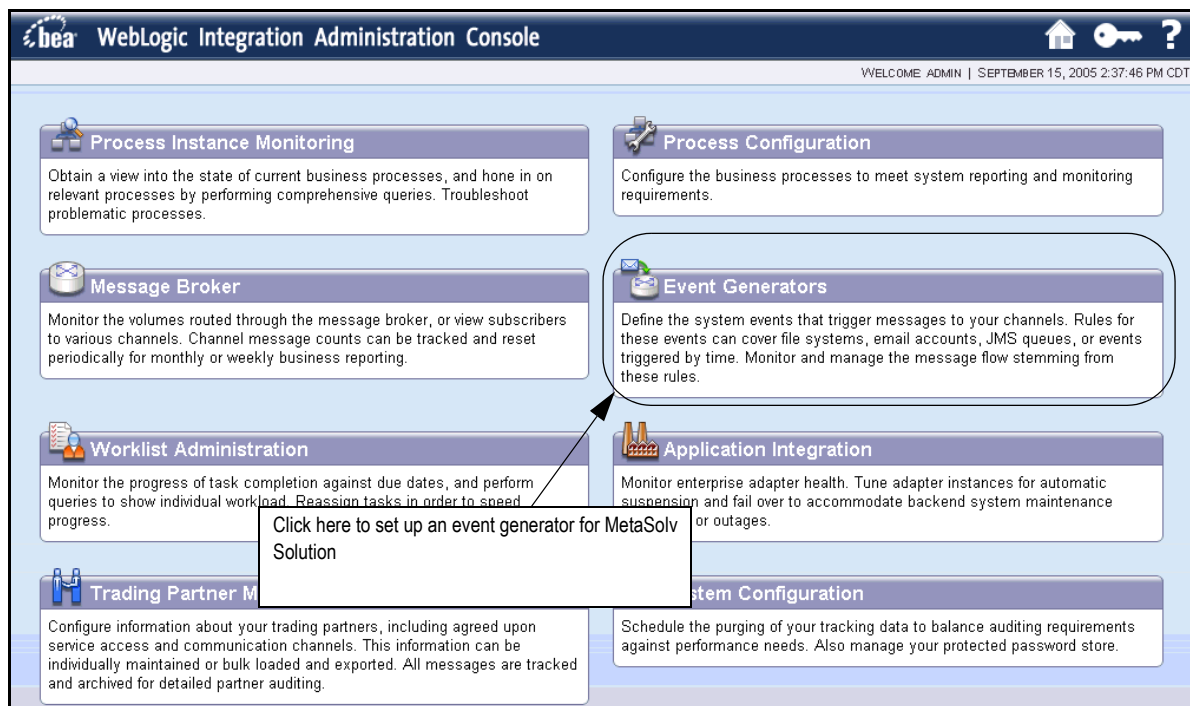 bea WebLogic Integration Administration Console
?
WELCOME ADMIN | SEPTEMBER 15, 2005 2:37:46 PM CDT
Process Instance Monitoring
Obtain a view into the state of current business processes, and hone in on
relevant processes by performing comprehensive queries. Troubleshoot
problematic processes.
Process Configuration
Configure the business processes to meet system reporting and monitoring
requirements.
Message Broker
Monitor the volumes routed through the message broker, or view subscribers
to various channels. Channel message counts can be tracked and reset
periodically for monthly or weekly business reporting.
Event Generators
Define the system events that trigger messages to your channels. Rules for
these events can cover file systems, email accounts, JMS queues, or events
triggered by time. Monitor and manage the message flow stemming from
these rules.
Worklist Administration
Monitor the progress of task completion against due dates, and perform
queries to show individual workload. Reassign tasks in order to speed
progress.
Application Integration
Monitor enterprise adapter health. Tune adapter instances for automatic
suspension and fail over to accommodate backend system maintenance
or outages.
Click here to set up an event generator for MetaSolv
Solution
Trading Partner M
Configure information about your trading partners, including agreed upon
service access and communication channels. This information can be
individually maintained or bulk loaded and exported. All messages are tracked
and archived for detailed partner auditing.
stem Configuration
Schedule the purging of your tracking data to balance auditing requirements
against performance needs. Also manage your protected password store.